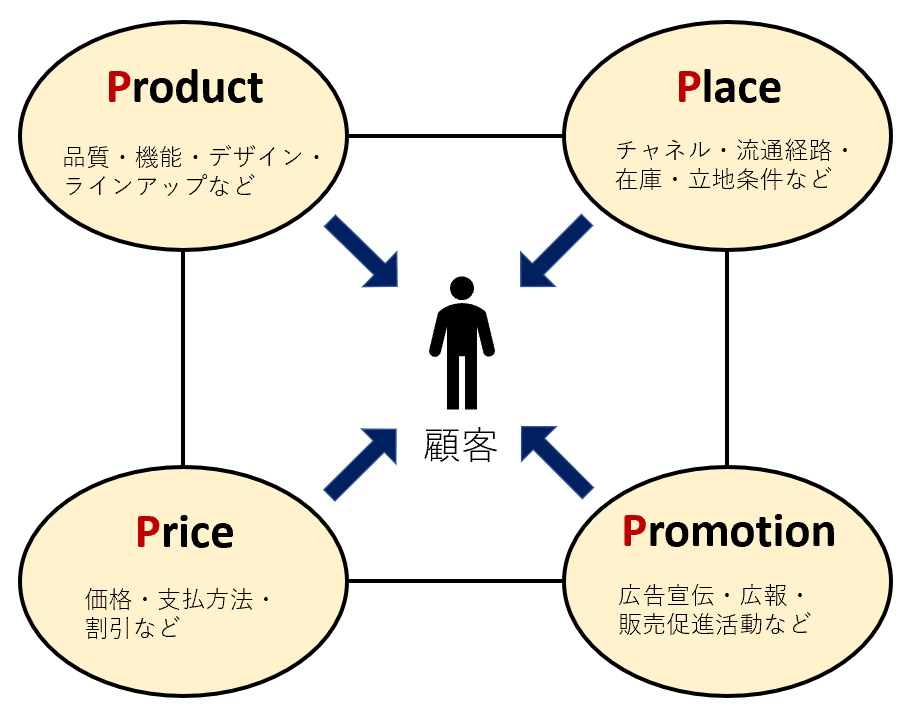 Product
品質・機能・デザイン・
ラインアップなど
Place
チャネル・流通経路・
在庫・立地条件など
顧客
Price
価格・支払方法・
割引など
Promotion
広告宣伝・広報・
販売促進活動など